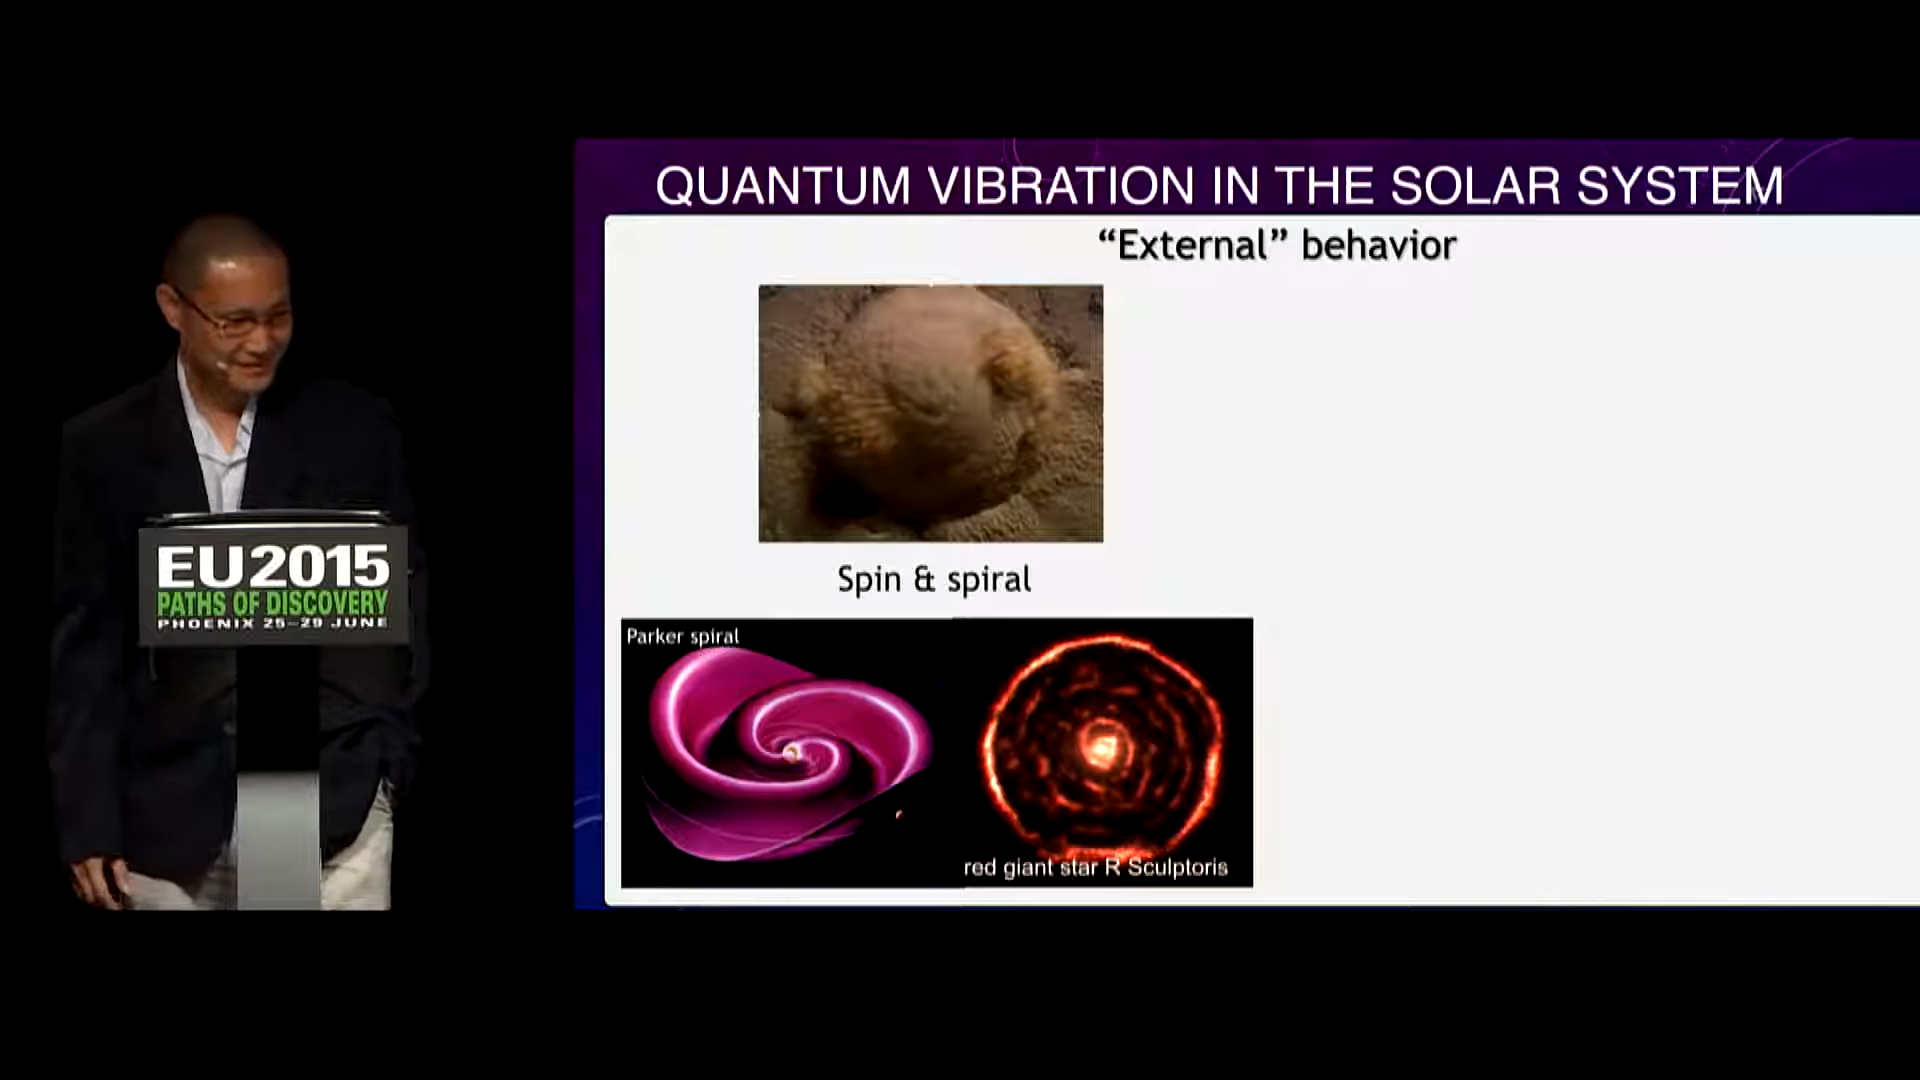 QUANTUM VIBRATION IN THE SOLAR SYSTEM
“External” behavior
Spin & spiral
Parker spiral
red giant star R Sculptoris
EU2015
PATHS OF DISCOVERY
PHOENIX 25-29 JUNE